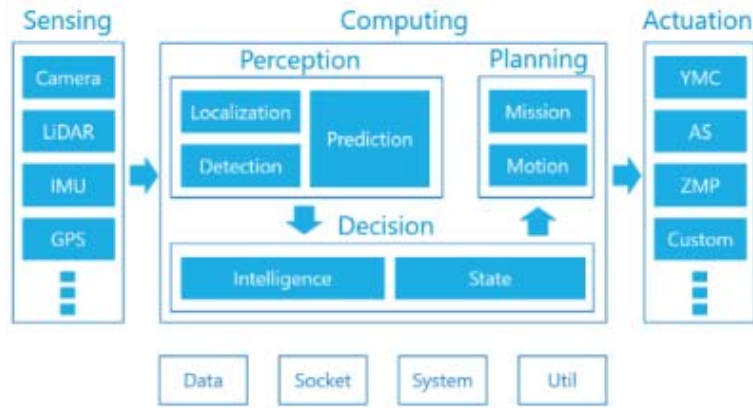 Sensing
Computing
Actuation
Camera
LiDAR
IMU
GPS
Perception
Localization
Detection
Prediction
Planning
Mission
Motion
Decision
Intelligence
State
YMC
AS
ZMP
Custom
Data
Socket
System
Util